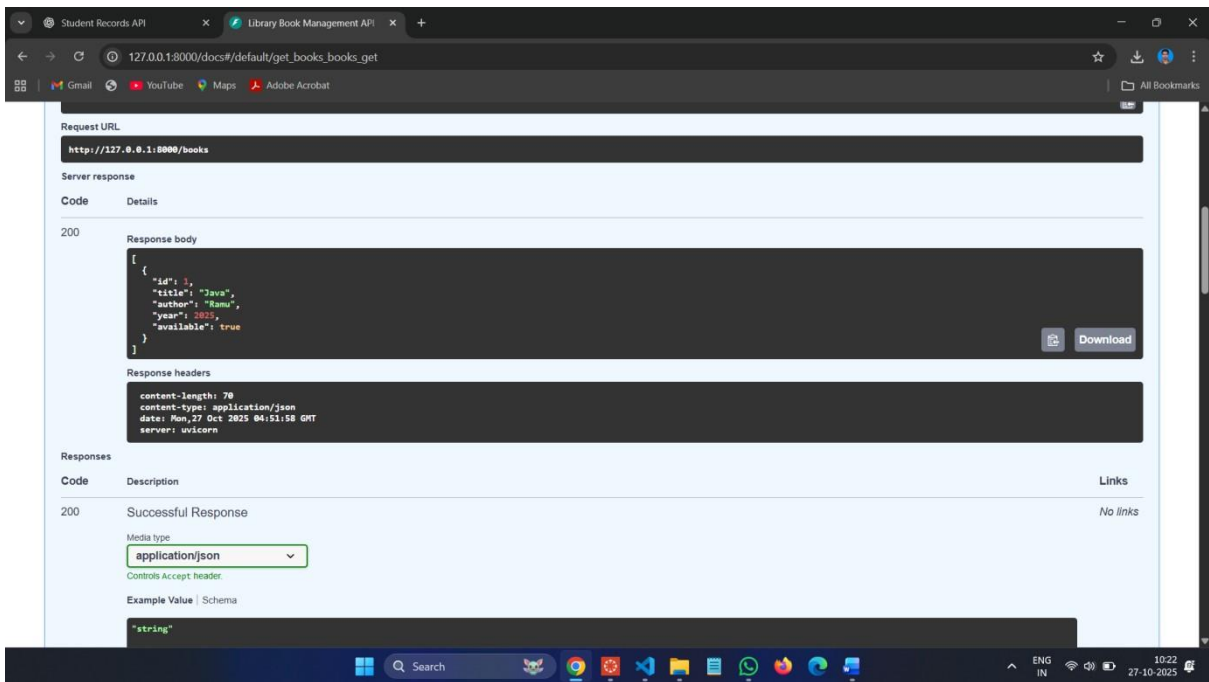 Student Records API
Library Book Management API
127.0.0.1:8000/docs#/default/get_books_books_get
Gmail
YouTube
Maps
Adobe Acrobat
All Bookmarks
Request URL
http://127.0.0.1:8000/books
Server response
Code Details
200
Response body
[
{
"id": 1,
"title": "Java",
"author": "Ramu",
"year": 2025,
"available": true
}
]
Download
Response headers
content-length: 70
content-type: application/json
date: Mon,27 Oct 2025 04:51:58 GMT
server: uvicorn
Responses
Code Description Links
200 Successful Response No links
Media type
application/json
Controls Accept header.
Example Value | Schema
"string"
Search
ENG
IN
10:22
27-10-2025